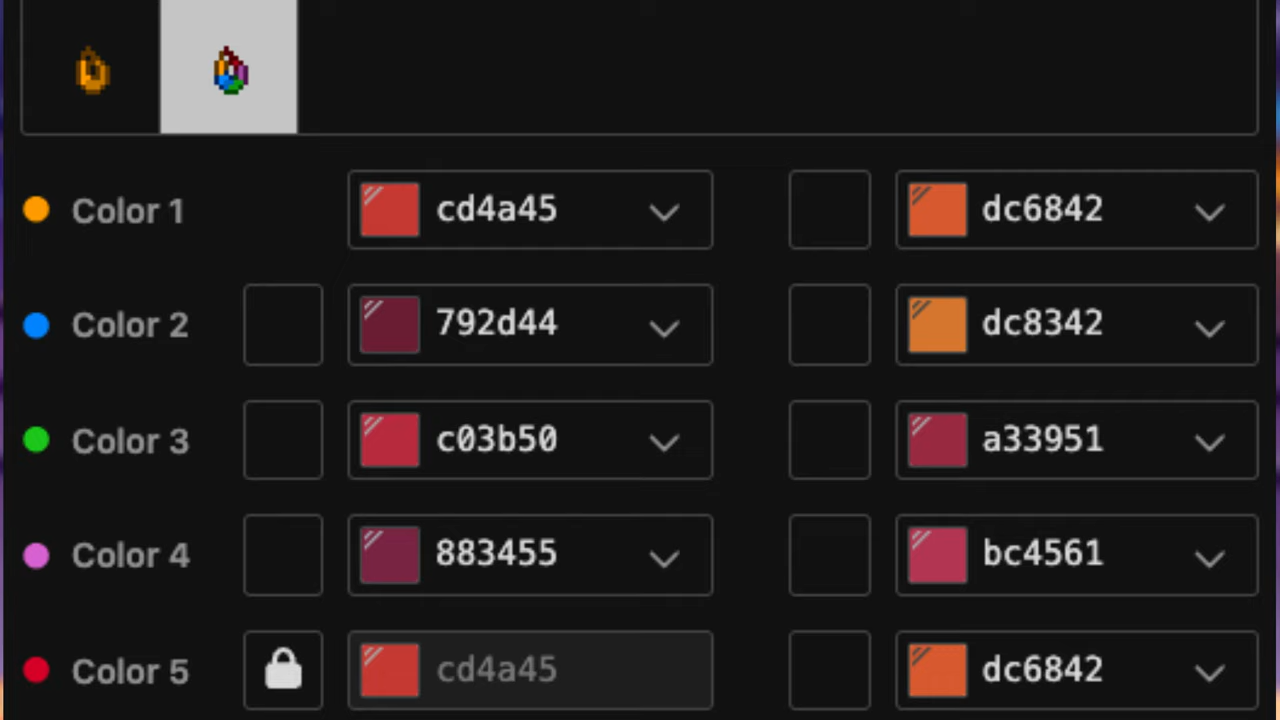 Color 1 cd4a45 dc6842
Color 2 792d44 dc8342
Color 3 c03b50 a33951
Color 4 883455 bc4561
Color 5 cd4a45 dc6842